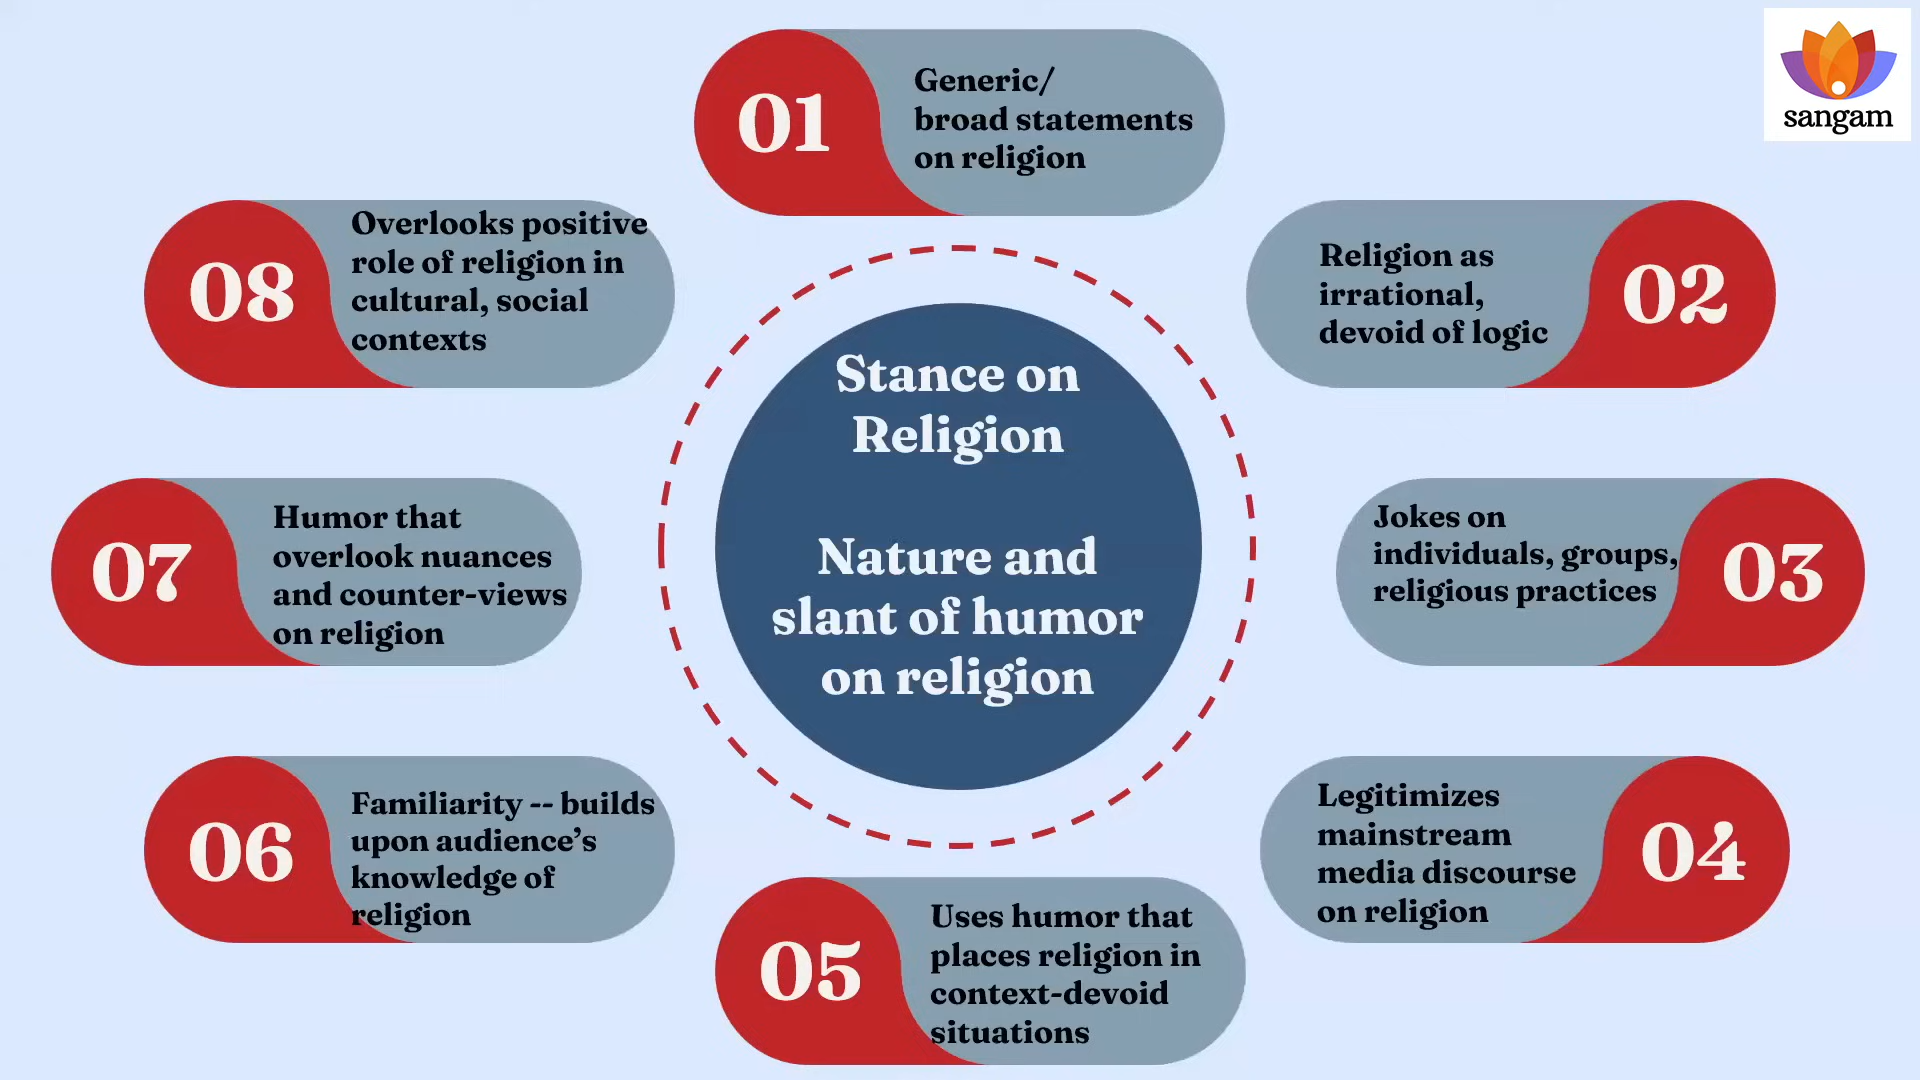 01
Generic/
broad statements
on religion
sangam
08
Overlooks positive
role of religion in
cultural, social
contexts
Religion as
irrational,
devoid of logic
02
Stance on
Religion
Nature and
slant of humor
on religion
07
Humor that
overlook nuances
and counter-views
on religion
Jokes on
individuals, groups,
religious practices
03
06
Familiarity -- builds
upon audience’s
knowledge of
religion
Legitimizes
mainstream
media discourse
on religion
04
05
Uses humor that
places religion in
context-devoid
situations